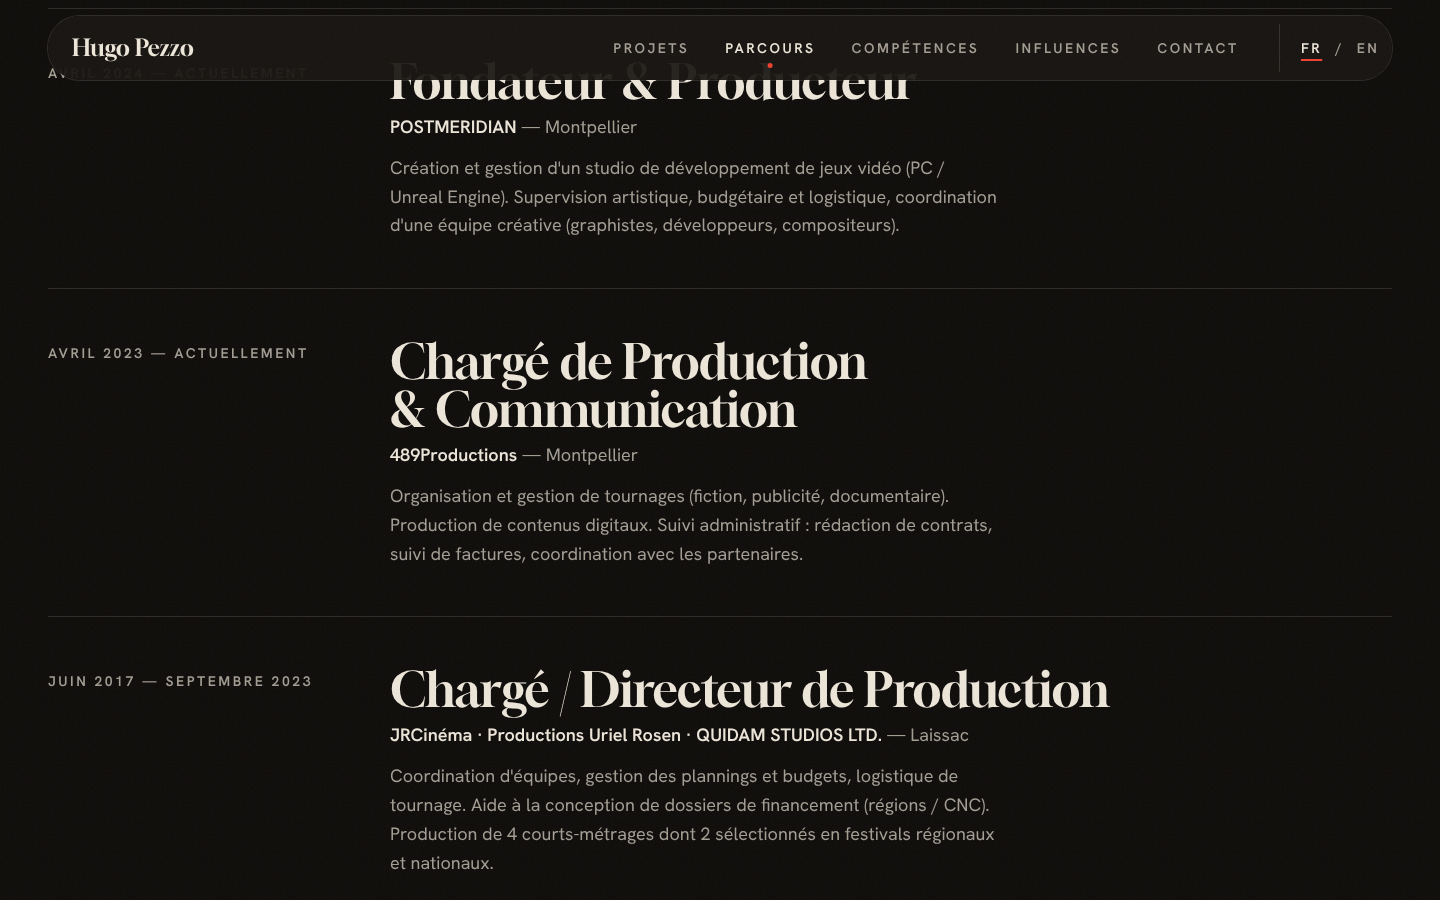 Hugo Pezzo
PROJETS PARCOURS COMPÉTENCES INFLUENCES CONTACT FR / EN
AVRIL 2024 — ACTUELLEMENT
Fondateur & Producteur
POSTMERIDIAN — Montpellier
Création et gestion d'un studio de développement de jeux vidéo (PC /
Unreal Engine). Supervision artistique, budgétaire et logistique, coordination
d'une équipe créative (graphistes, développeurs, compositeurs).
AVRIL 2023 — ACTUELLEMENT
Chargé de Production
& Communication
489Productions — Montpellier
Organisation et gestion de tournages (fiction, publicité, documentaire).
Production de contenus digitaux. Suivi administratif : rédaction de contrats,
suivi de factures, coordination avec les partenaires.
JUIN 2017 — SEPTEMBRE 2023
Chargé / Directeur de Production
JRCinéma · Productions Uriel Rosen · QUIDAM STUDIOS LTD. — Laissac
Coordination d'équipes, gestion des plannings et budgets, logistique de
tournage. Aide à la conception de dossiers de financement (régions / CNC).
Production de 4 courts-métrages dont 2 sélectionnés en festivals régionaux
et nationaux.